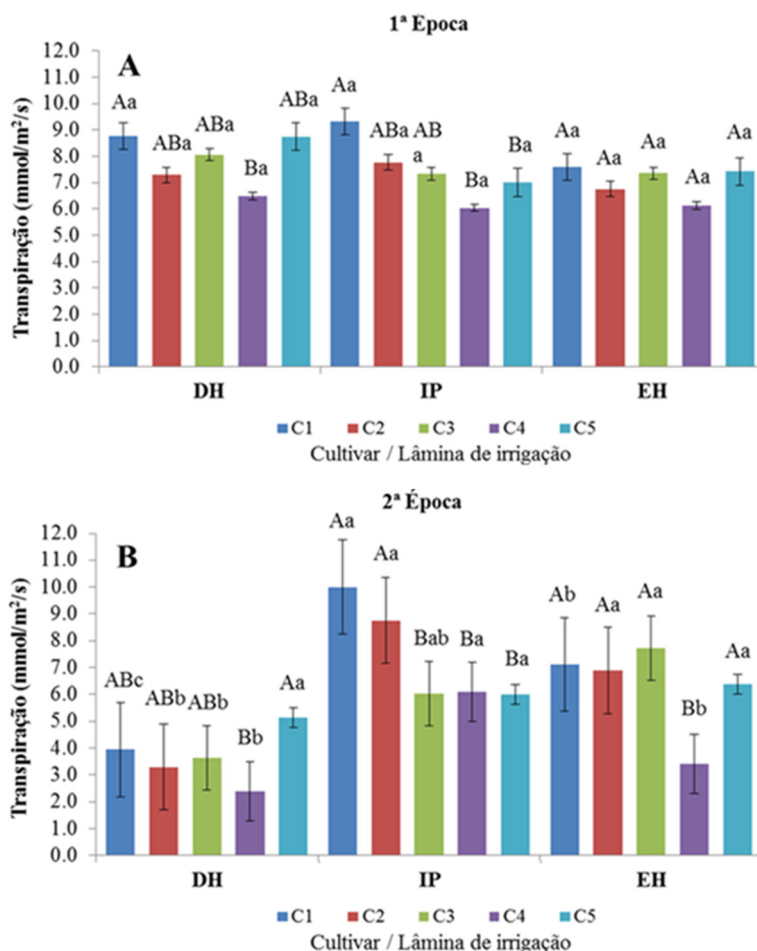 1ª Época
A
Transpiração (mmol/m²/s)
12.0
11.0
10.0
9.0
8.0
7.0
6.0
5.0
4.0
3.0
2.0
1.0
0.0
Aa ABa ABa Ba ABa
Aa ABa AB a Ba Ba
Aa Aa Aa Aa Aa
DH IP EH
C1 C2 C3 C4 C5
Cultivar / Lâmina de irrigação
2ª Época
B
Transpiração (mmol/m²/s)
12.0
11.0
10.0
9.0
8.0
7.0
6.0
5.0
4.0
3.0
2.0
1.0
0.0
ABc ABb ABb Bb Aa
Aa Aa Bab Ba Ba
Ab Aa Aa Bb Aa
DH IP EH
C1 C2 C3 C4 C5
Cultivar / Lâmina de irrigação